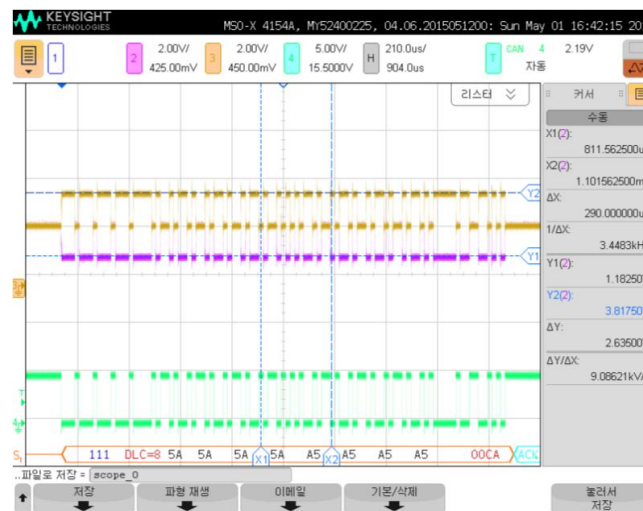 KEYSIGHT
TECHNOLOGIES
MSO-X 4154A, MY52400225, 04.06.2015051200: Sun May 01 16:42:15 20
1
2 2.00V/ 425.00mV
3 2.00V/ 450.00mV
4 5.00V/ 15.5000V
H 210.0us/ 904.0us
T CAN 4 2.19V
자동
리스터
커서
수동
X1(2):
811.562500u
X2(2):
1.101562500m
ΔX:
290.000000u
1/ΔX:
3.4483kH
Y1(2):
1.18250
Y2(2):
3.81750
ΔY:
2.63500
ΔY/ΔX:
9.08621kV/
Y2
Y1
T
S1 111 DLC=8 5A 5A 5A 5A A5 A5 A5 A5 00CA ACK
X1 X2
..파일로 저장 = scope_0
저장 파형 재생 이메일 기본/삭제 눌러서 저장